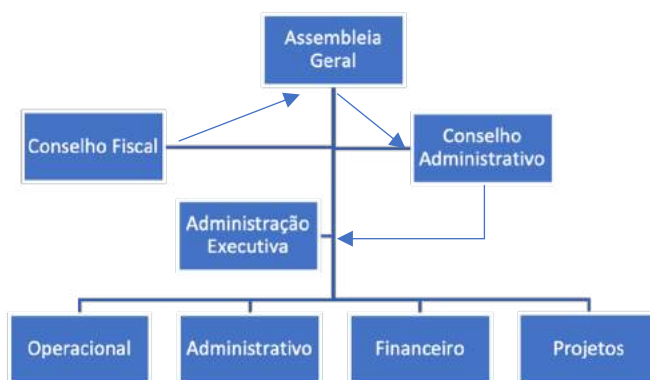 Assembleia
Geral
Conselho Fiscal
Conselho
Administrativo
Administração
Executiva
Operacional
Administrativo
Financeiro
Projetos